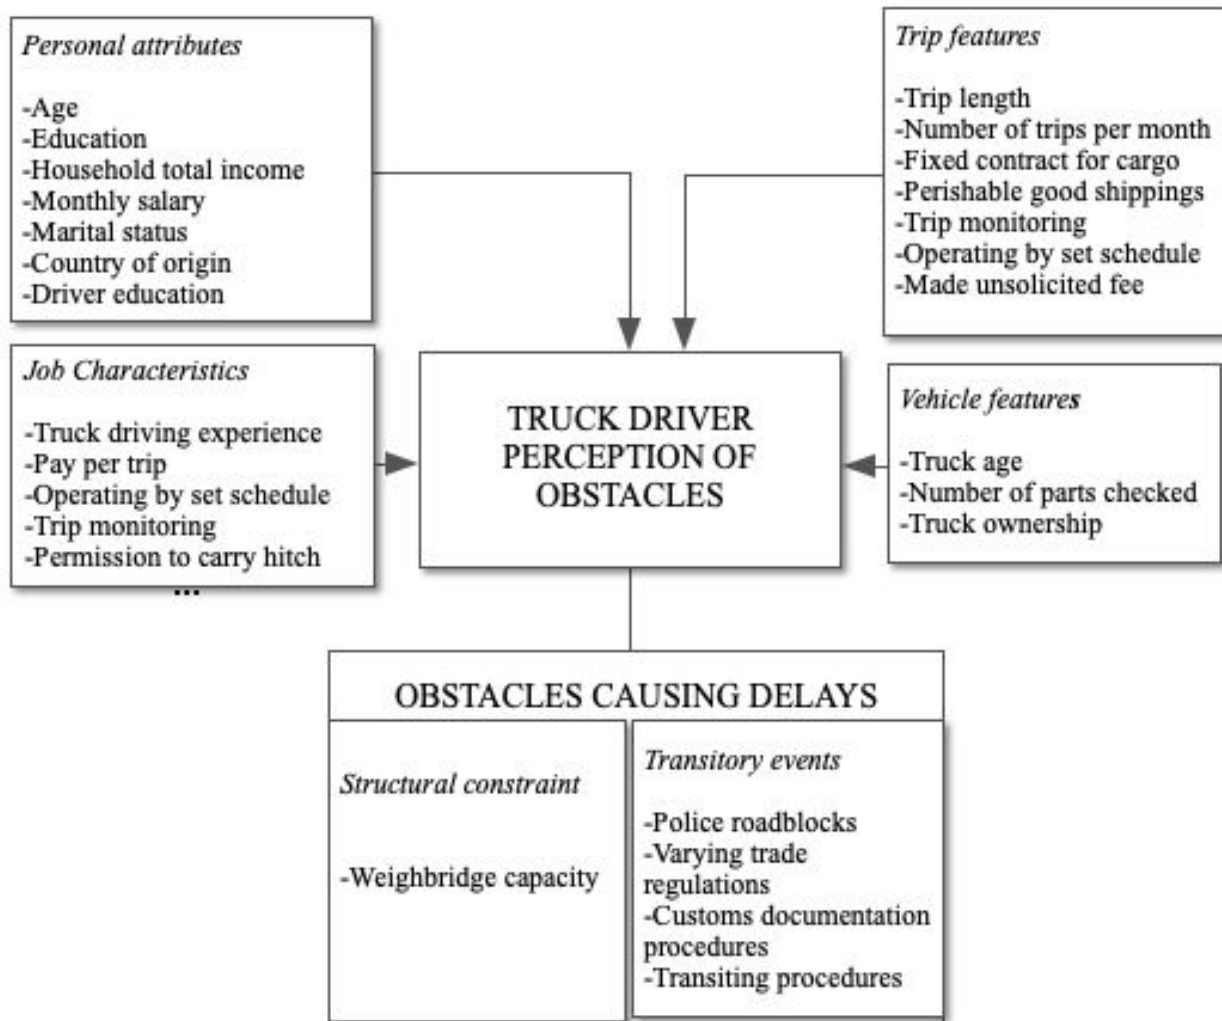 Personal attributes
-Age
-Education
-Household total income
-Monthly salary
-Marital status
-Country of origin
-Driver education
Trip features
-Trip length
-Number of trips per month
-Fixed contract for cargo
-Perishable good shippings
-Trip monitoring
-Operating by set schedule
-Made unsolicited fee
Job Characteristics
-Truck driving experience
-Pay per trip
-Operating by set schedule
-Trip monitoring
-Permission to carry hitch
...
TRUCK DRIVER
PERCEPTION OF
OBSTACLES
Vehicle features
-Truck age
-Number of parts checked
-Truck ownership
OBSTACLES CAUSING DELAYS
Structural constraint
-Weighbridge capacity
Transitory events
-Police roadblocks
-Varying trade
regulations
-Customs documentation
procedures
-Transiting procedures